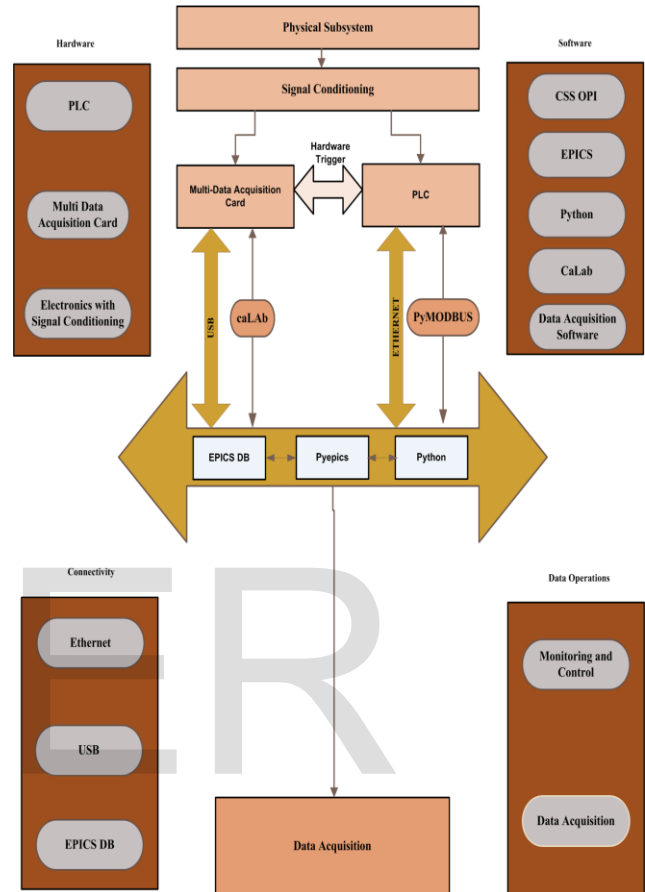 Hardware
Physical Subsystem
Software
PLC
Multi Data
Acquisition Card
Electronics with
Signal Conditioning
Signal Conditioning
Hardware
Trigger
Multi-Data Acquisition
Card
PLC
CSS OPI
EPICS
Python
CaLab
Data Acquisition
Software
USB
caLAb
ETHERNET
PyMODBUS
EPICS DB
Pyepics
Python
Connectivity
Ethernet
USB
EPICS DB
ER
Data Acquisition
Data Operations
Monitoring and
Control
Data Acquisition